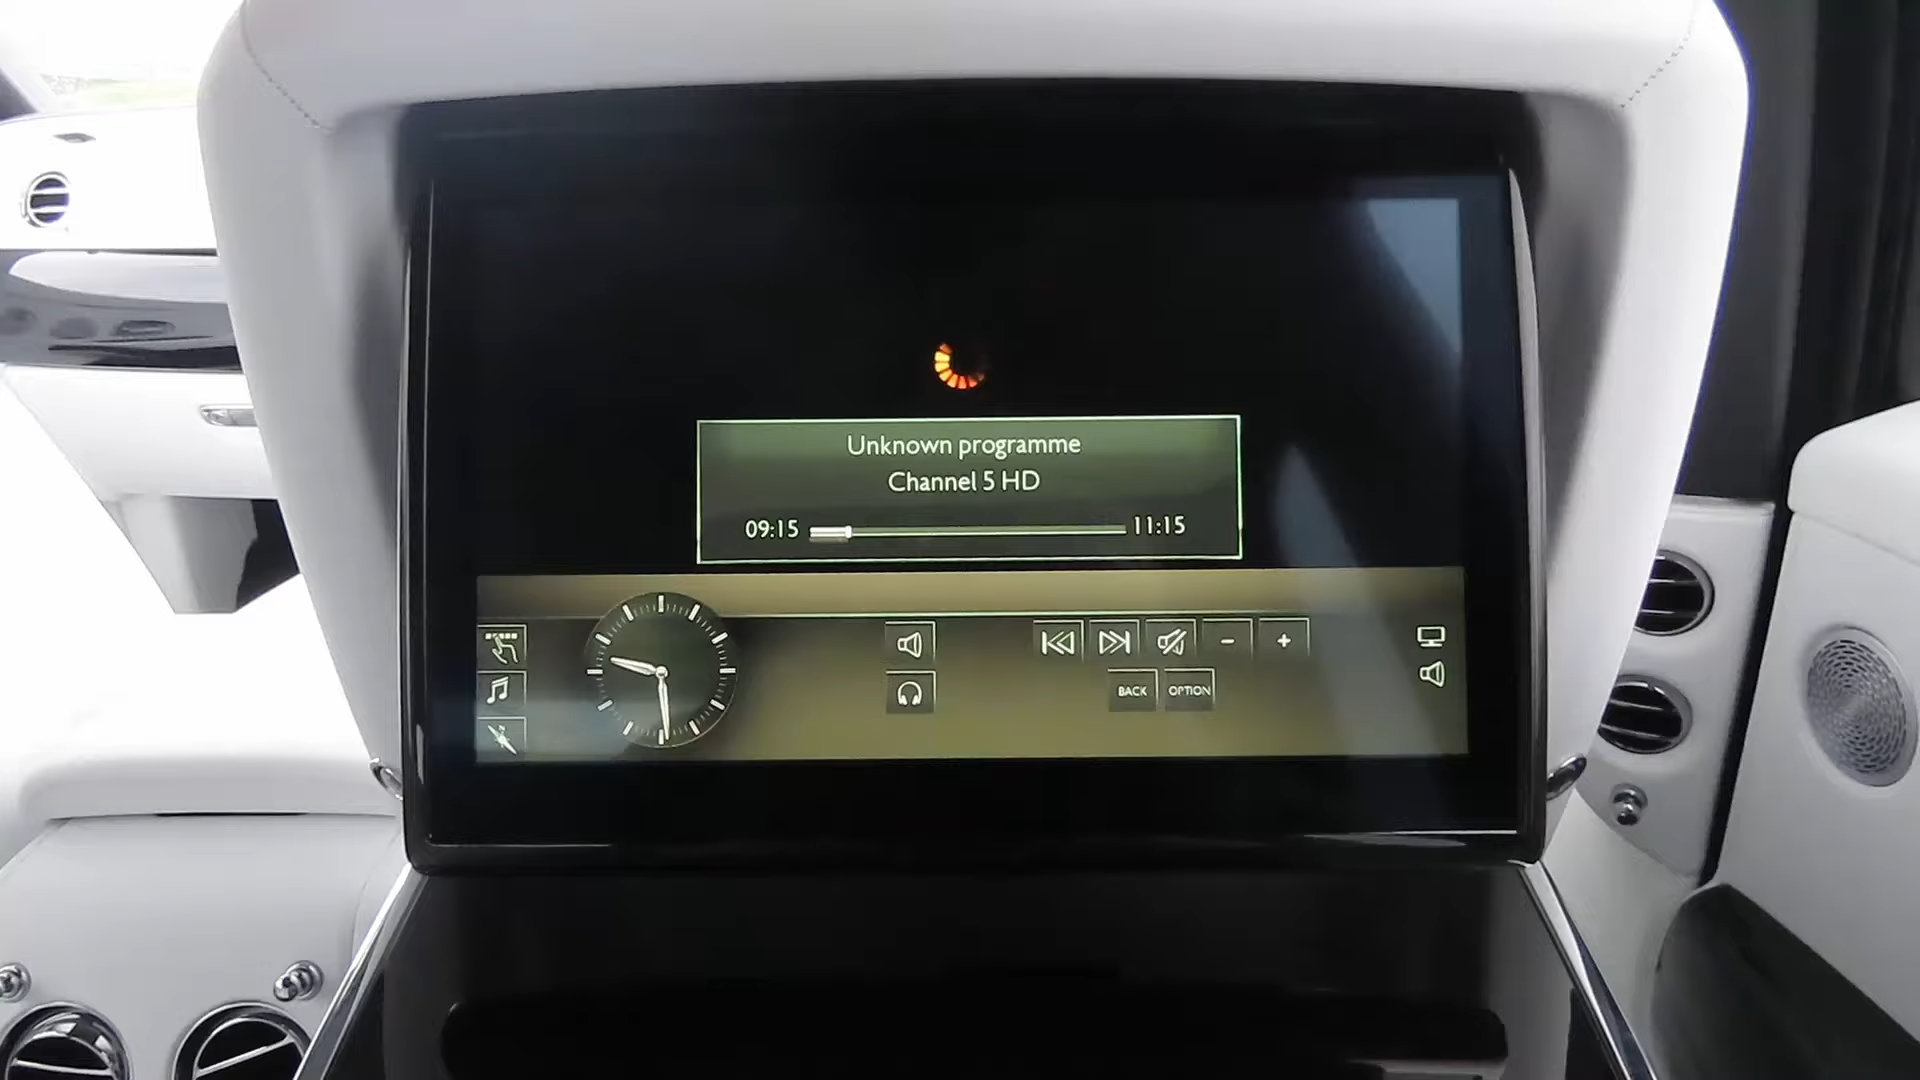 Unknown programme
Channel 5 HD
09:15 11:15
- +
BACK OPTION